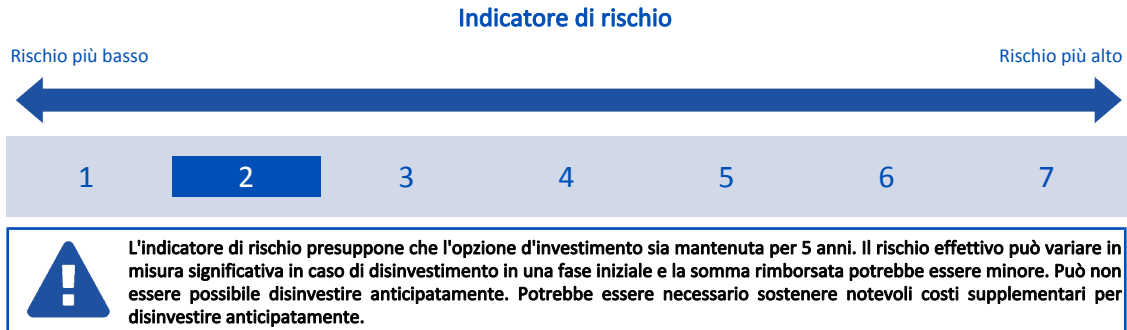 Indicatore di rischio
Rischio più basso
Rischio più alto
1 2 3 4 5 6 7
L'indicatore di rischio presuppone che l'opzione d'investimento sia mantenuta per 5 anni. Il rischio effettivo può variare in
misura significativa in caso di disinvestimento in una fase iniziale e la somma rimborsata potrebbe essere minore. Può non
essere possibile disinvestire anticipatamente. Potrebbe essere necessario sostenere notevoli costi supplementari per
disinvestire anticipatamente.